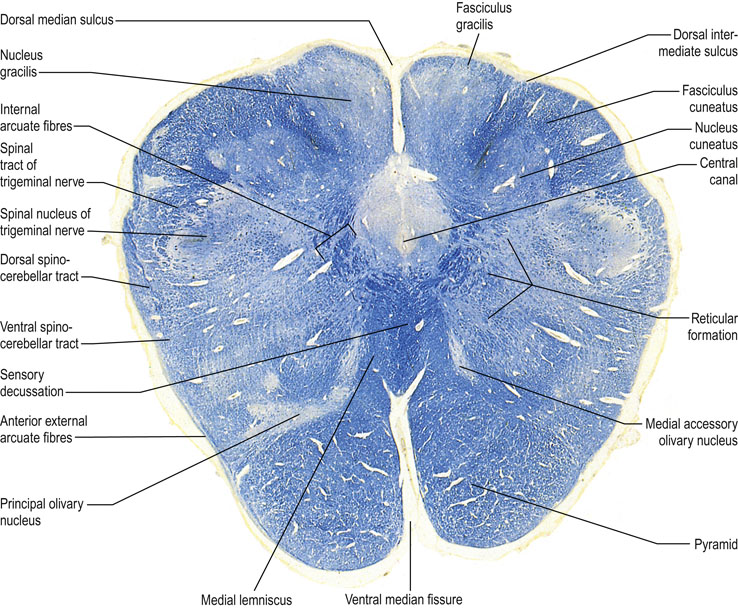 Dorsal median sulcus
Nucleus
gracilis
Internal
arcuate fibres
Spinal
tract of
trigeminal nerve
Spinal nucleus of
trigeminal nerve
Dorsal spino-
cerebellar tract
Ventral spino-
cerebellar tract
Sensory
decussation
Anterior external
arcuate fibres
Principal olivary
nucleus
Medial lemniscus
Ventral median fissure
Fasciculus
gracilis
Dorsal inter-
mediate sulcus
Fasciculus
cuneatus
Nucleus
cuneatus
Central
canal
Reticular
formation
Medial accessory
olivary nucleus
Pyramid